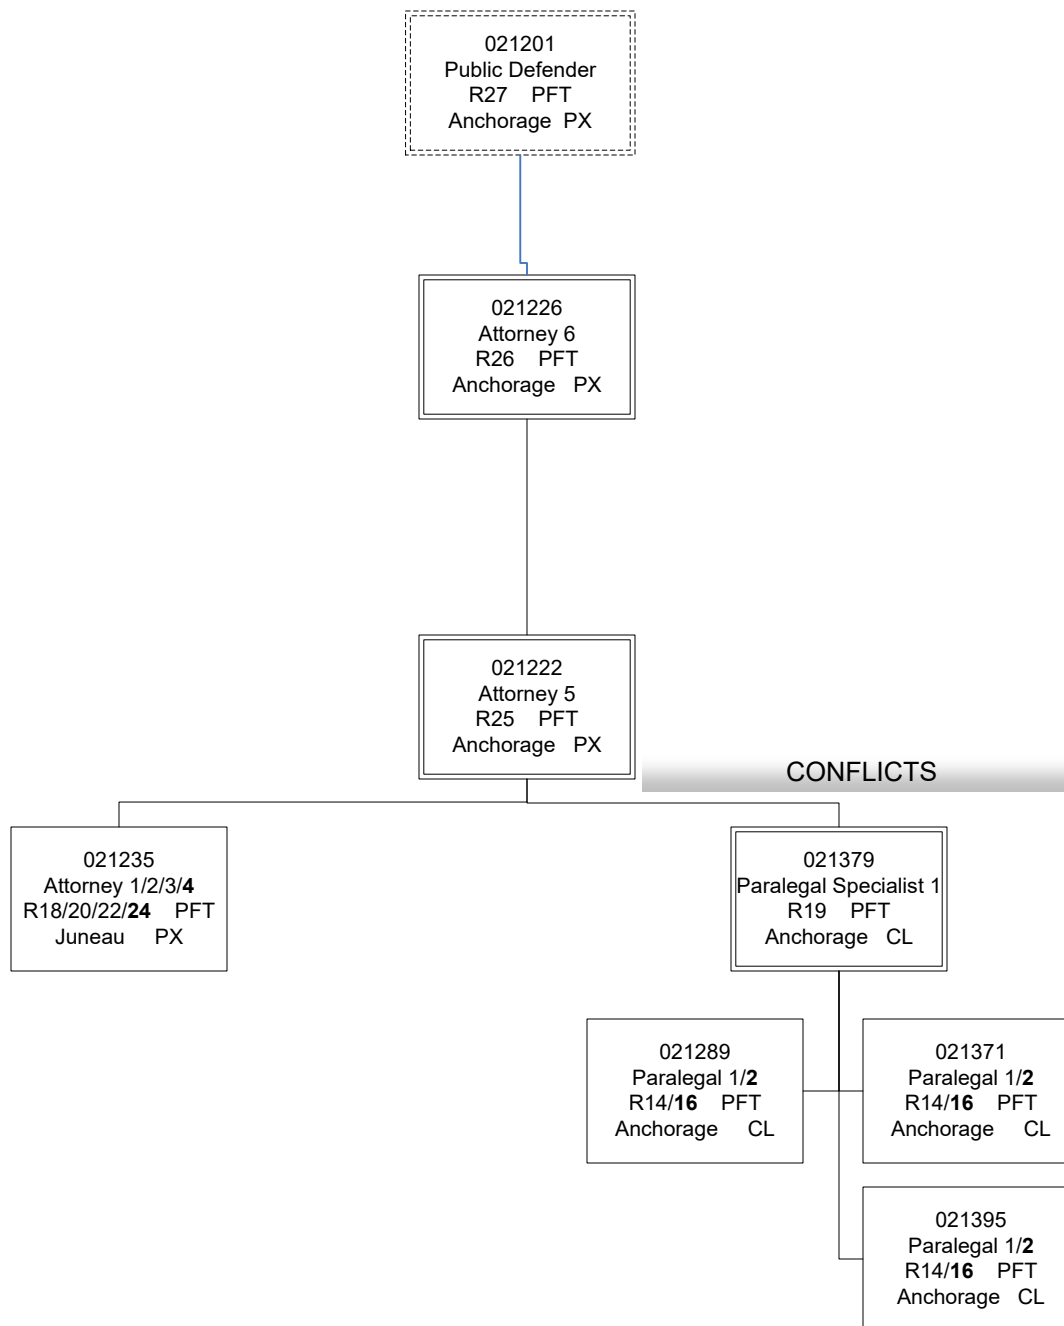 021201
Public Defender
R27 PFT
Anchorage PX
021226
Attorney 6
R26 PFT
Anchorage PX
021222
Attorney 5
R25 PFT
Anchorage PX
CONFLICTS
021235
Attorney 1/2/3/4
R18/20/22/24 PFT
Juneau PX
021379
Paralegal Specialist 1
R19 PFT
Anchorage CL
021289
Paralegal 1/2
R14/16 PFT
Anchorage CL
021371
Paralegal 1/2
R14/16 PFT
Anchorage CL
021395
Paralegal 1/2
R14/16 PFT
Anchorage CL